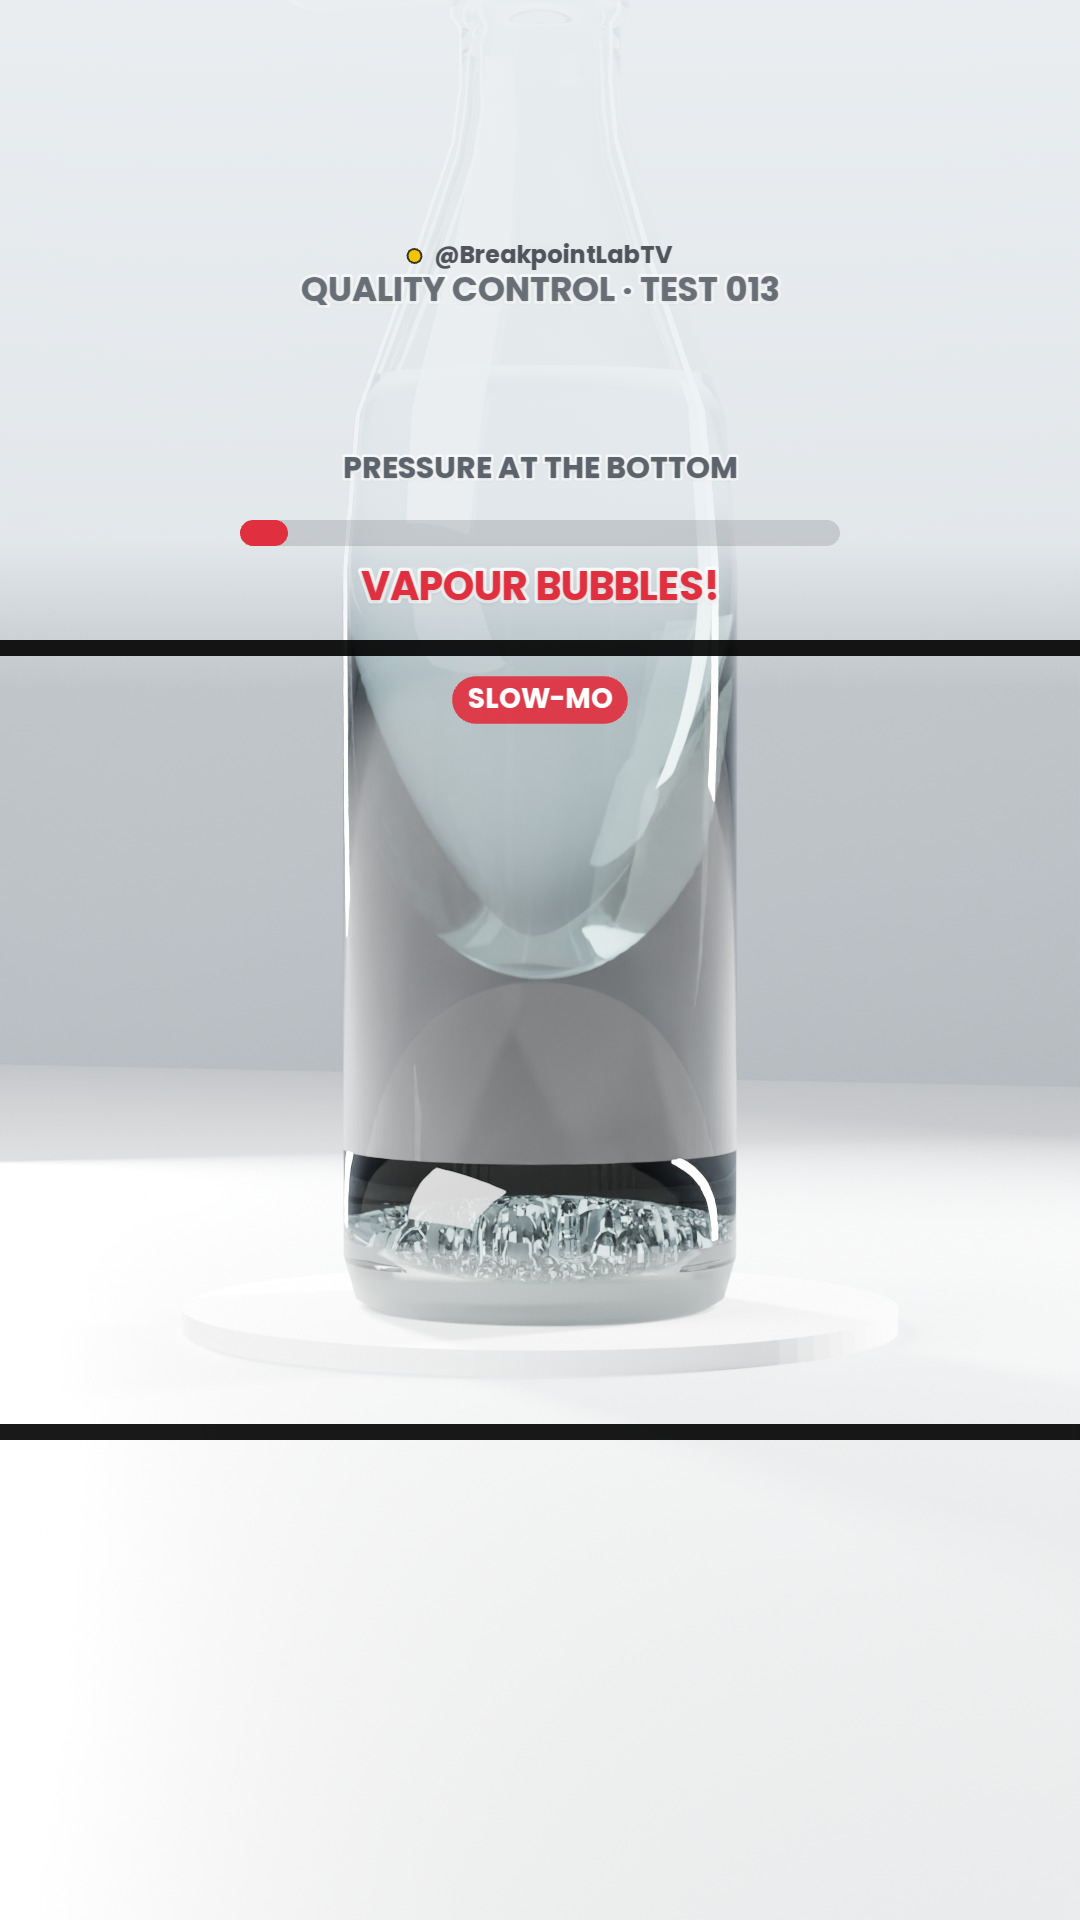 @BreakpointLabTV
QUALITY CONTROL · TEST 013
PRESSURE AT THE BOTTOM
VAPOUR BUBBLES!
SLOW-MO